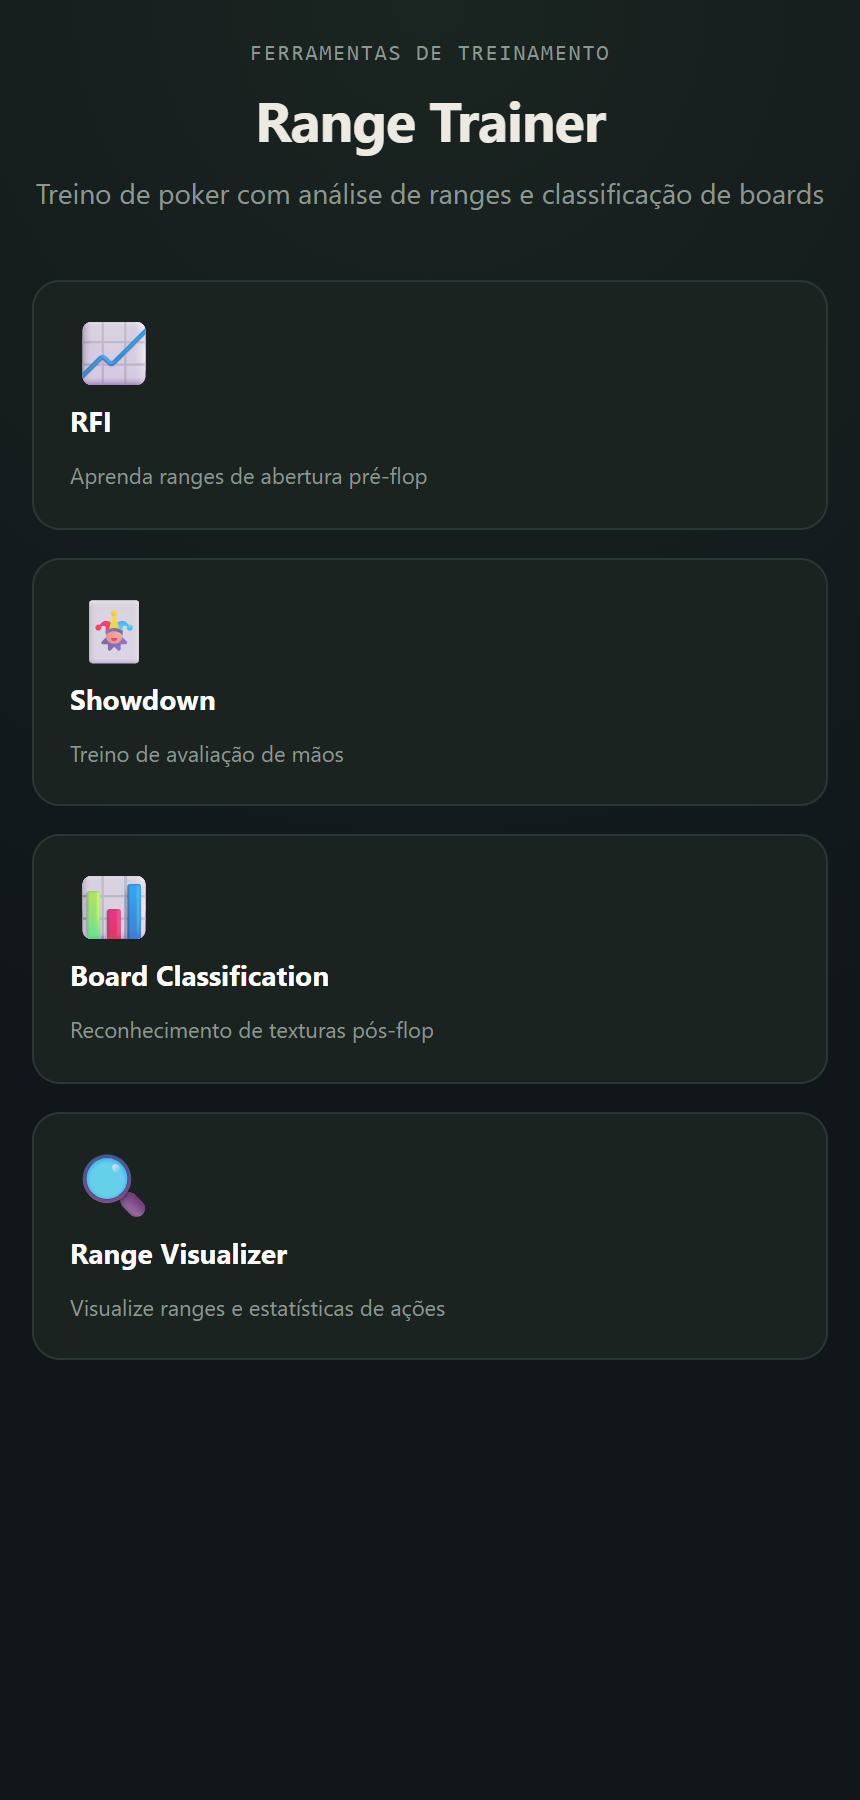 FERRAMENTAS DE TREINAMENTO
Range Trainer
Treino de poker com análise de ranges e classificação de boards
RFI
Aprenda ranges de abertura pré-flop
Showdown
Treino de avaliação de mãos
Board Classification
Reconhecimento de texturas pós-flop
Range Visualizer
Visualize ranges e estatísticas de ações